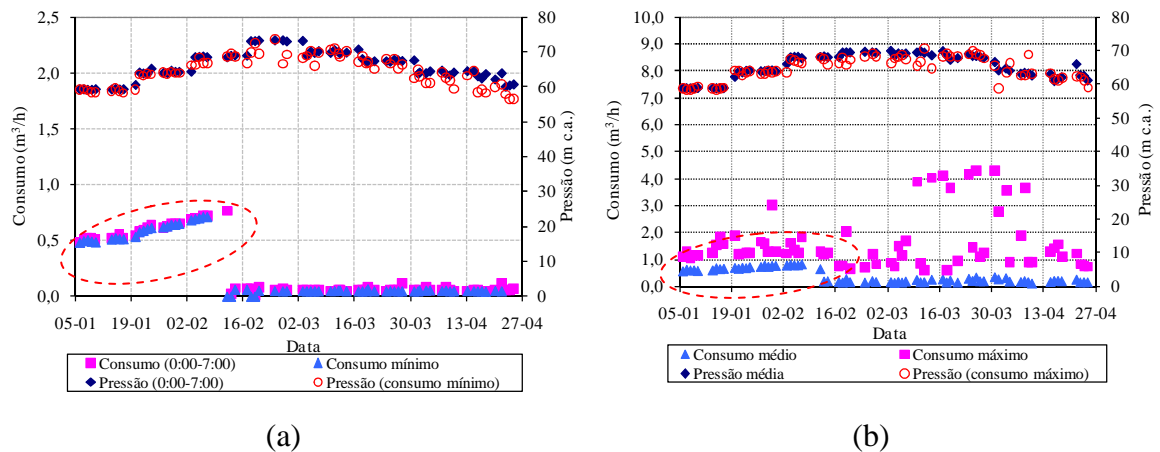 2,5
2,0
1,5
1,0
0,5
0,0
Consumo (m³/h)
80
70
60
50
40
30
20
10
0
Pressão (m c.a.)
05-01 19-01 02-02 16-02 02-03 16-03 30-03 13-04 27-04
Data
Consumo (0:00-7:00) Consumo mínimo
Pressão (0:00-7:00) Pressão (consumo mínimo)
(a)
10,0
9,0
8,0
7,0
6,0
5,0
4,0
3,0
2,0
1,0
0,0
Consumo (m³/h)
80
70
60
50
40
30
20
10
0
Pressão (m c.a.)
05-01 19-01 02-02 16-02 02-03 16-03 30-03 13-04 27-04
Data
Consumo médio Consumo máximo
Pressão média Pressão (consumo máximo)
(b)